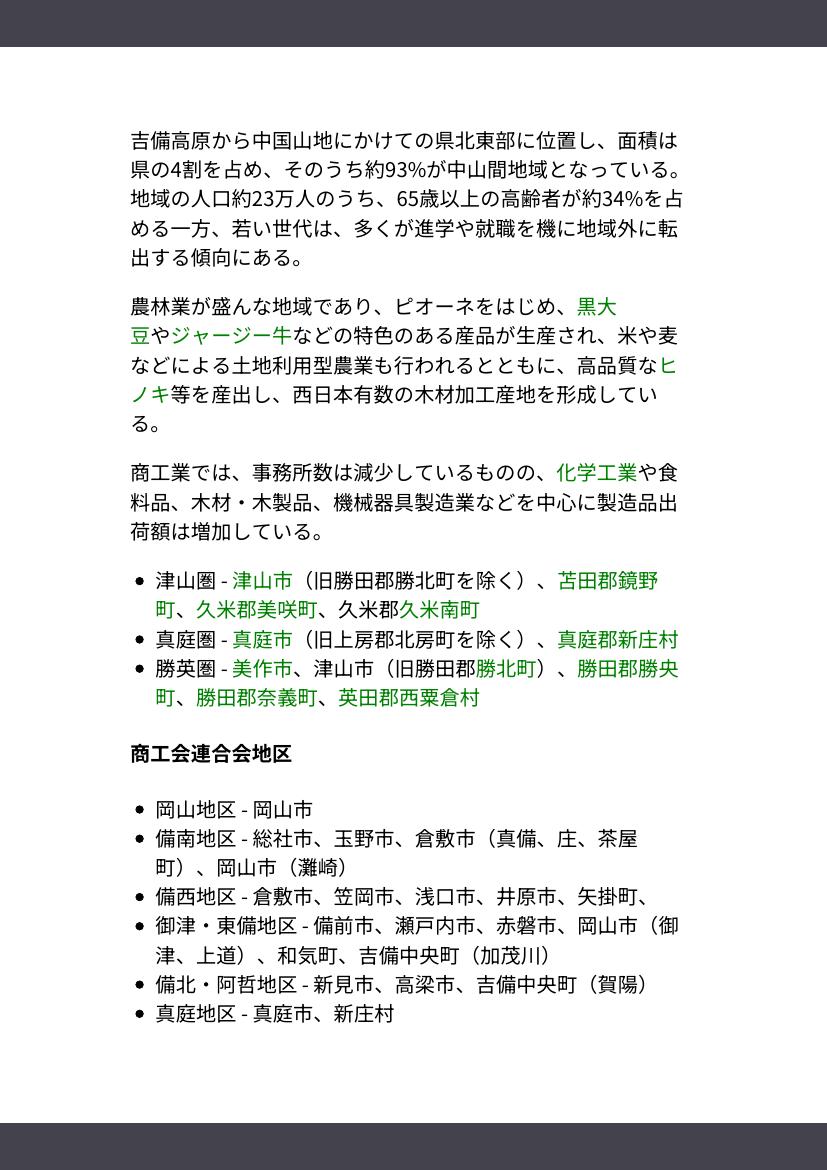 吉備高原から中国山地にかけての県北東部に位置し、面積は
県の4割を占め、そのうち約93%が中山間地域となっている。
地域の人口約23万人のうち、65歳以上の高齢者が約34%を占
める一方、若い世代は、多くが進学や就職を機に地域外に転
出する傾向にある。
農林業が盛んな地域であり、ピオーネをはじめ、黒大
豆やジャージー牛などの特色のある産品が生産され、米や麦
などによる土地利用型農業も行われるとともに、高品質なヒ
ノキ等を産出し、西日本有数の木材加工産地を形成してい
る。
商工業では、事務所数は減少しているものの、化学工業や食
料品、木材・木製品、機械器具製造業などを中心に製造品出
荷額は増加している。
• 津山圏 - 津山市（旧勝田郡勝北町を除く）、苫田郡鏡野
町、久米郡美咲町、久米郡久米南町
• 真庭圏 - 真庭市（旧上房郡北房町を除く）、真庭郡新庄村
• 勝英圏 - 美作市、津山市（旧勝田郡勝北町）、勝田郡勝央
町、勝田郡奈義町、英田郡西粟倉村
商工会連合会地区
• 岡山地区 - 岡山市
• 備南地区 - 総社市、玉野市、倉敷市（真備、庄、茶屋
町）、岡山市（灘崎）
• 備西地区 - 倉敷市、笠岡市、浅口市、井原市、矢掛町、
• 御津・東備地区 - 備前市、瀬戸内市、赤磐市、岡山市（御
津、上道）、和気町、吉備中央町（加茂川）
• 備北・阿哲地区 - 新見市、高梁市、吉備中央町（賀陽）
• 真庭地区 - 真庭市、新庄村